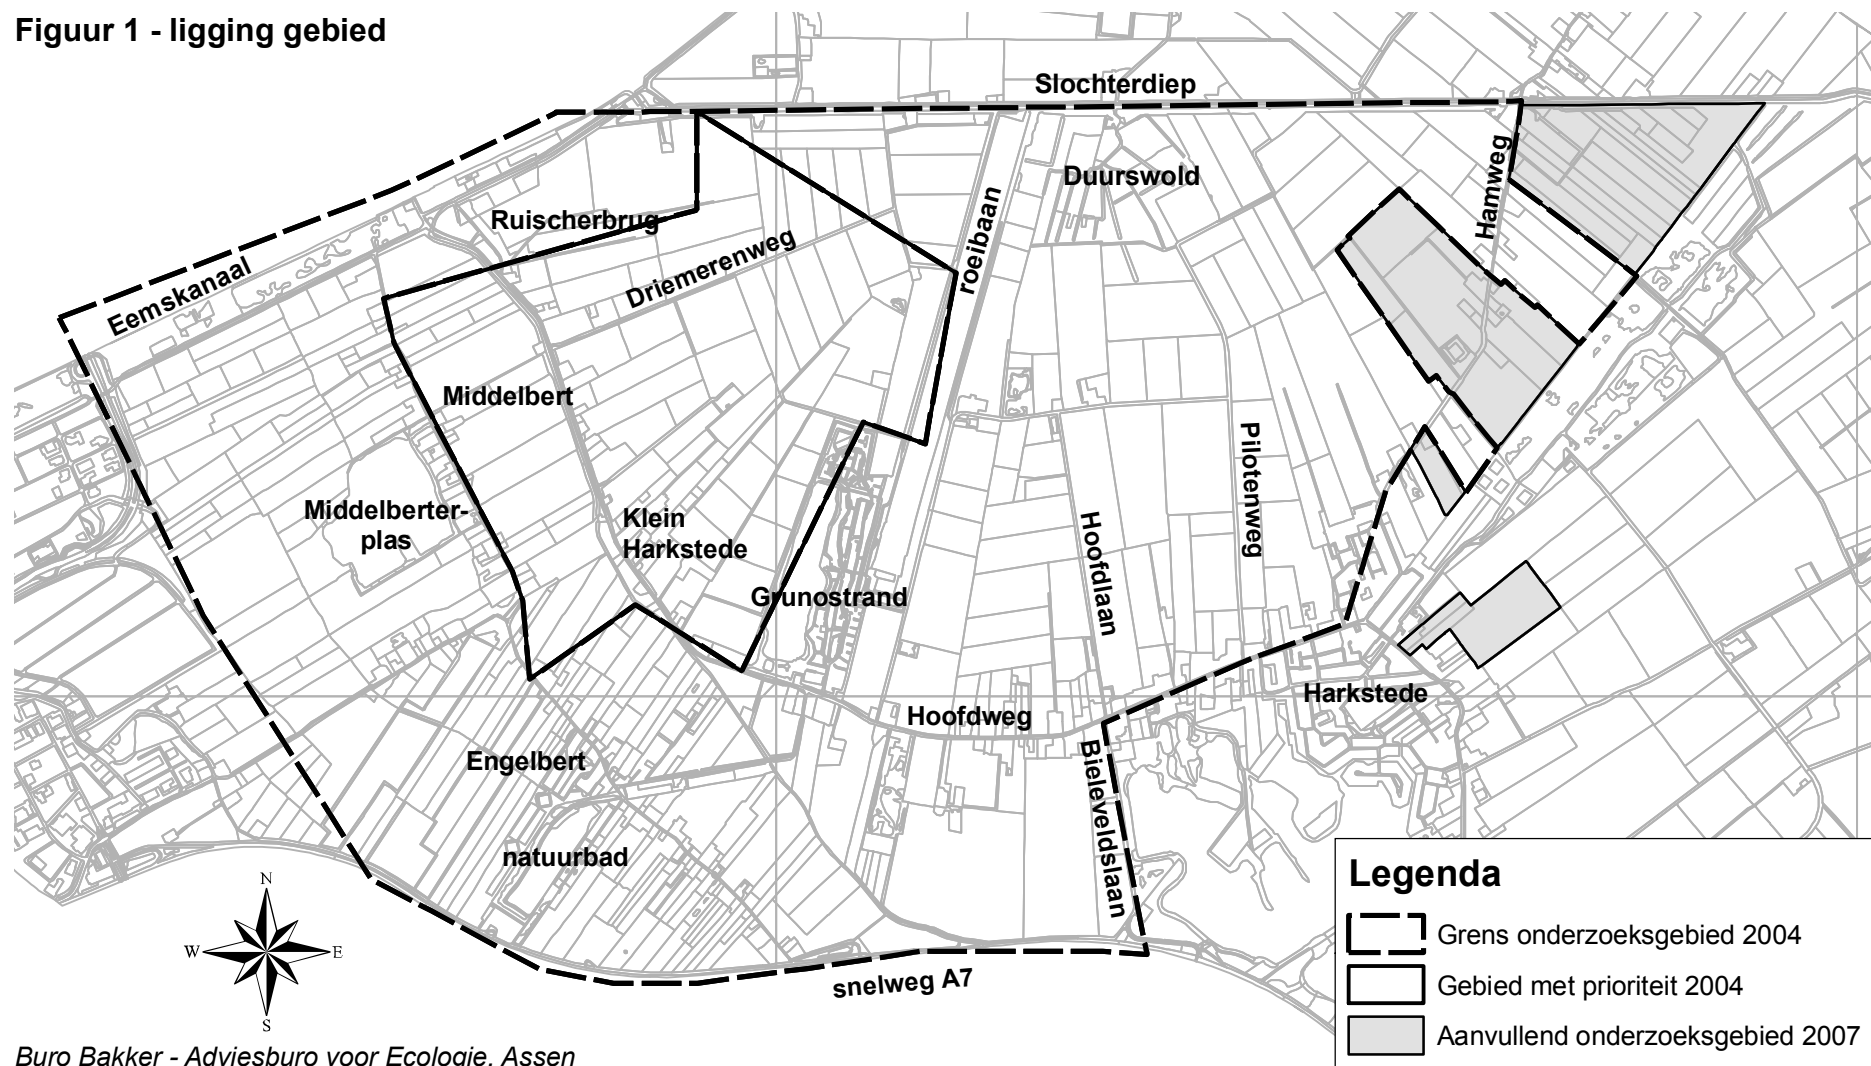 Figuur 1 - ligging gebied
Slochterdiep
Hamweg
Duurswold
roeibaan
Ruischerbrug
Driemerenweg
Eemskanaal
Middelbert
Pilotenweg
Middelberter-
plas
Klein
Harkstede
Hoofdlaan
Grunostrand
Harkstede
Hoofdweg
Engelbert
Bieleveldslaan
natuurbad
snelweg A7
N
W
E
S
Legenda
Grens onderzoeksgebied 2004
Gebied met prioriteit 2004
Aanvullend onderzoeksgebied 2007
Buro Bakker - Adviesburo voor Ecologie, Assen